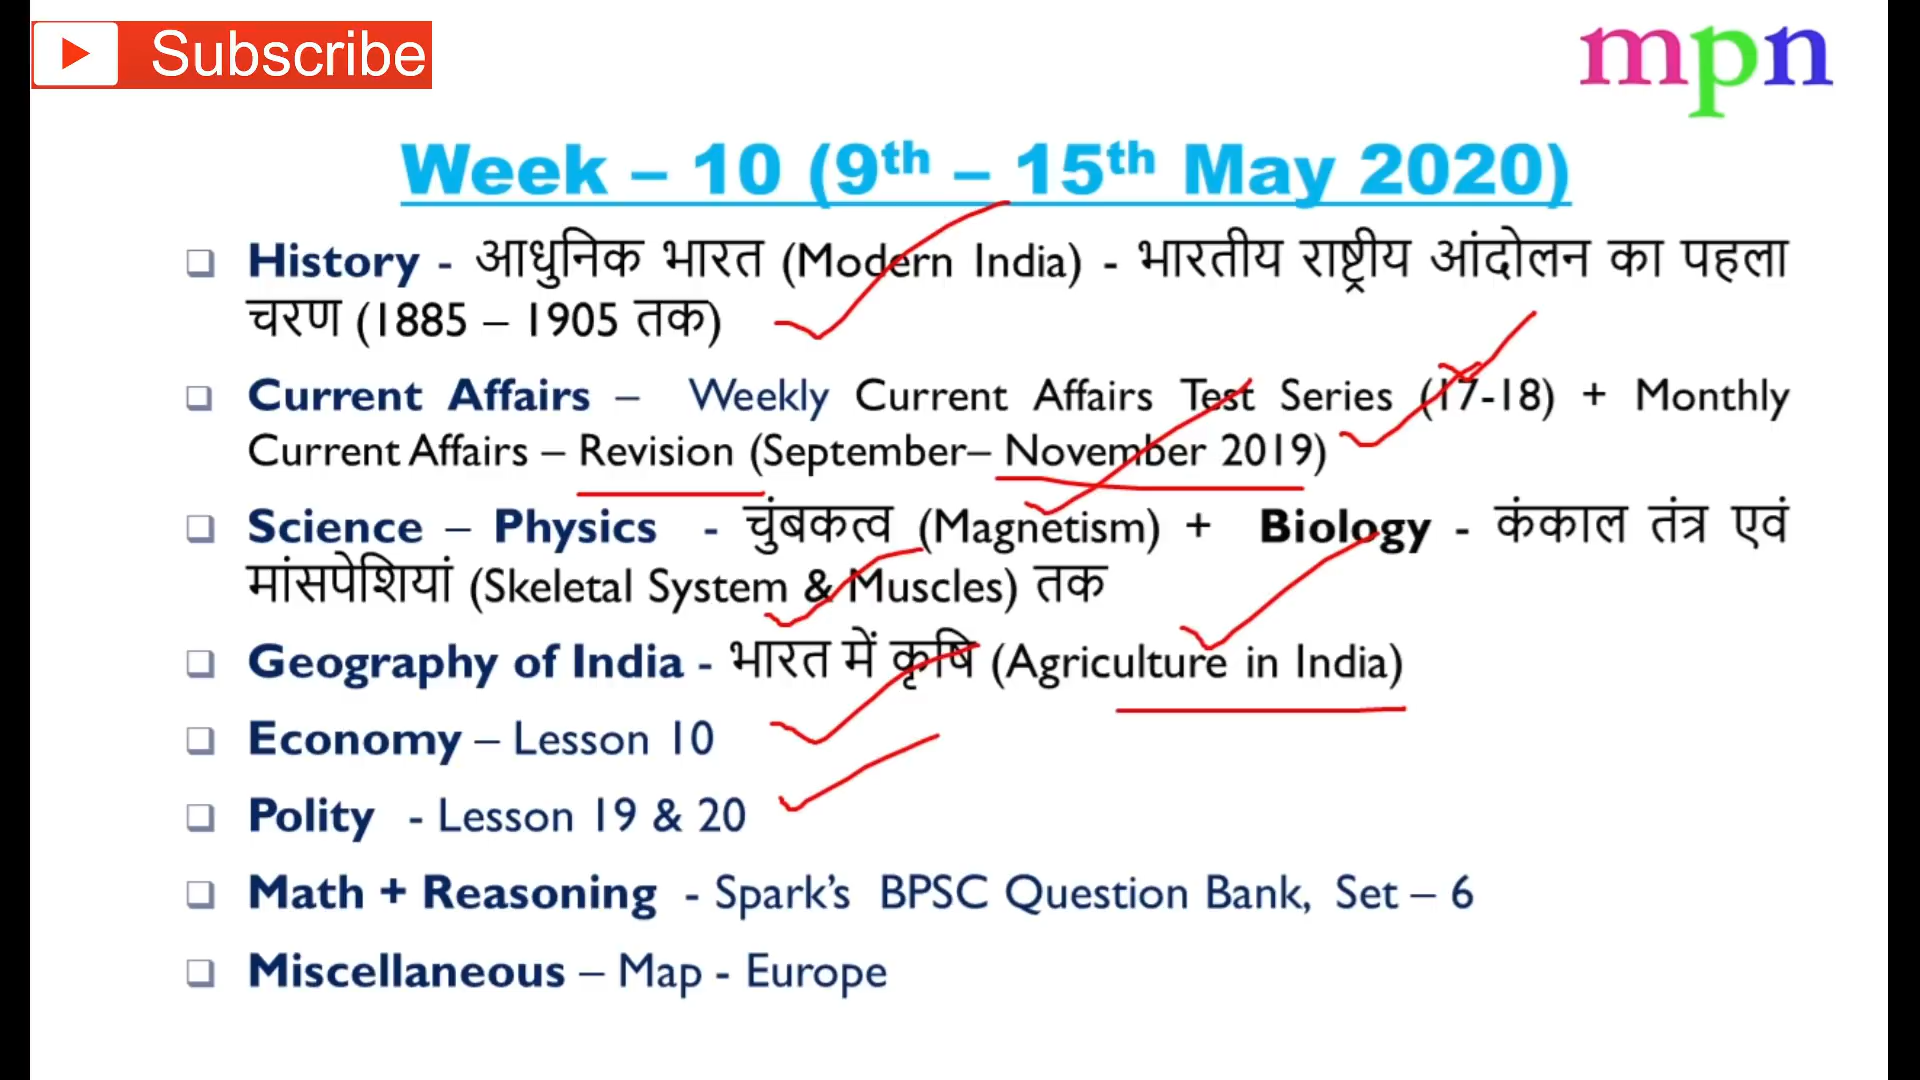 Subscribe
mpn
Week – 10 (9th – 15th May 2020)
History - आधुनिक भारत (Modern India) - भारतीय राष्ट्रीय आंदोलन का पहला
चरण (1885 – 1905 तक)
Current Affairs – Weekly Current Affairs Test Series (17-18) + Monthly
Current Affairs – Revision (September– November 2019)
Science – Physics - चुंबकत्व (Magnetism) + Biology - कंकाल तंत्र एवं
मांसपेशियां (Skeletal System & Muscles) तक
Geography of India - भारत में कृषि (Agriculture in India)
Economy – Lesson 10
Polity - Lesson 19 & 20
Math + Reasoning - Spark’s BPSC Question Bank, Set – 6
Miscellaneous – Map - Europe